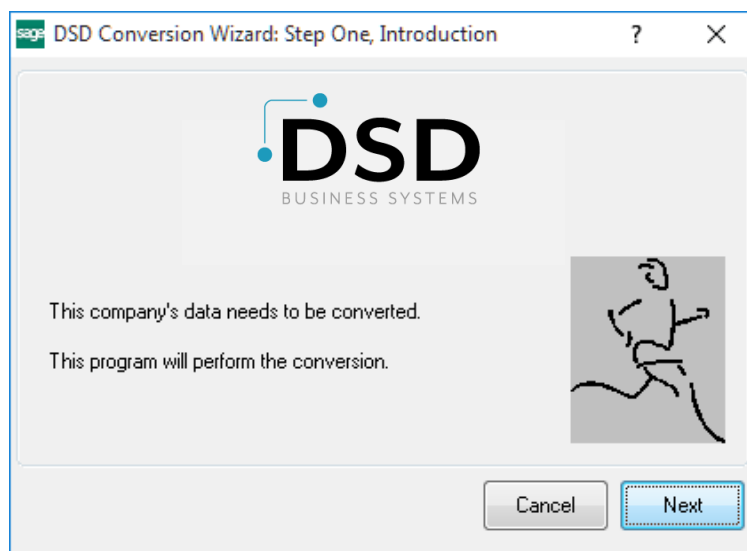 sage DSD Conversion Wizard: Step One, Introduction ?
DSD
BUSINESS SYSTEMS
This company's data needs to be converted.
This program will perform the conversion.
Cancel Next